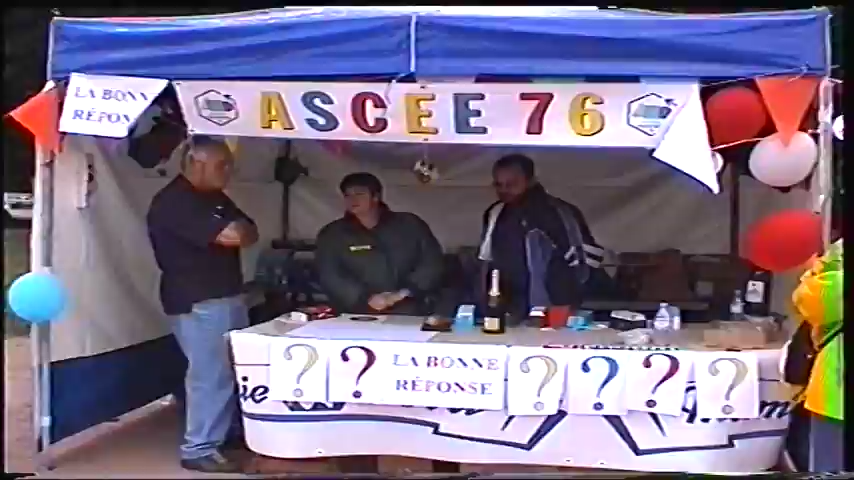 LA BONNE
RÉPONSE
ASCEE 76
? ? LA BONNE
RÉPONSE ? ? ? ?